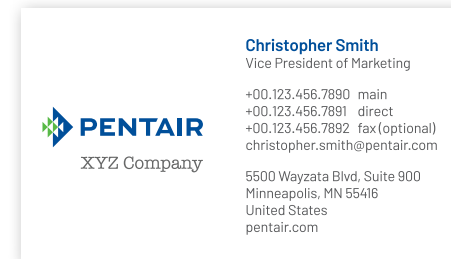 PENTAIR
XYZ Company
Christopher Smith
Vice President of Marketing
+00.123.456.7890 main
+00.123.456.7891 direct
+00.123.456.7892 fax (optional)
christopher.smith@pentair.com
5500 Wayzata Blvd, Suite 900
Minneapolis, MN 55416
United States
pentair.com